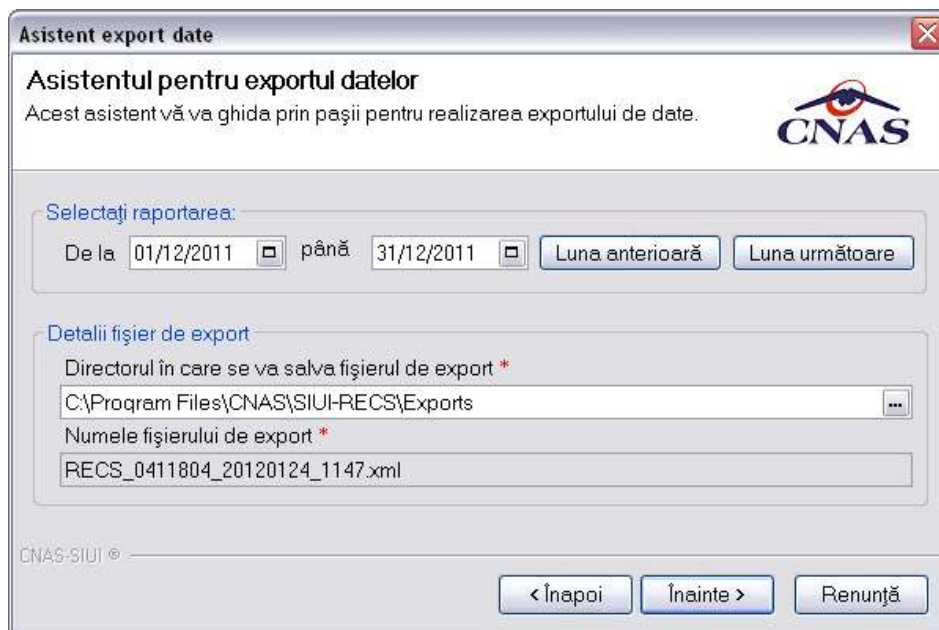 Asistent export date
Asistentul pentru exportul datelor
Acest asistent vă va ghida prin paşii pentru realizarea exportului de date.
CNAS
Selectaţi raportarea:
De la 01/12/2011 până 31/12/2011 Luna anterioară Luna următoare
Detalii fişier de export
Directorul în care se va salva fişierul de export *
C:\Program Files\CNAS\SIUI-RECS\Exports
...
Numele fişierului de export *
RECS_0411804_20120124_1147.xml
CNAS-SIUI ®
< Înapoi Înainte > Renunţă